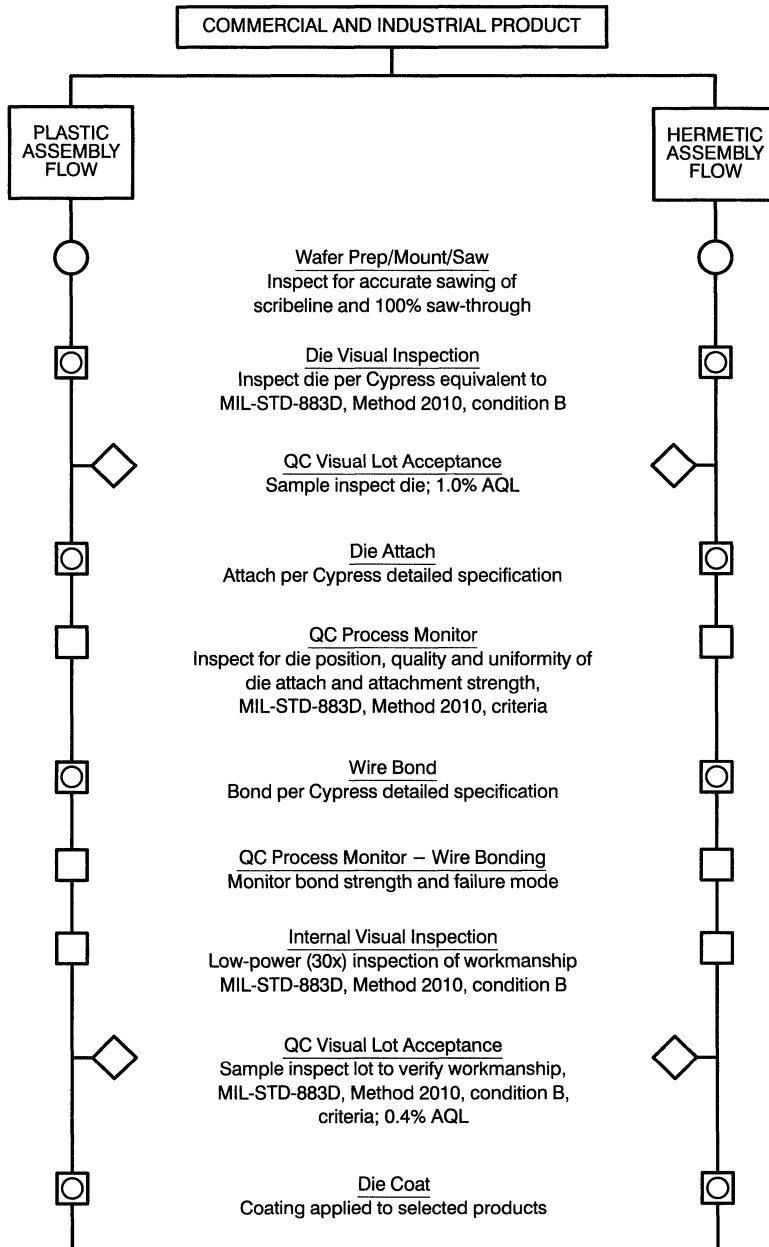 COMMERCIAL AND INDUSTRIAL PRODUCT
PLASTIC
ASSEMBLY
FLOW
HERMETIC
ASSEMBLY
FLOW
Wafer Prep/Mount/Saw
Inspect for accurate sawing of
scribeline and 100% saw-through
Die Visual Inspection
Inspect die per Cypress equivalent to
MIL-STD-883D, Method 2010, condition B
QC Visual Lot Acceptance
Sample inspect die; 1.0% AQL
Die Attach
Attach per Cypress detailed specification
QC Process Monitor
Inspect for die position, quality and uniformity of
die attach and attachment strength,
MIL-STD-883D, Method 2010, criteria
Wire Bond
Bond per Cypress detailed specification
QC Process Monitor – Wire Bonding
Monitor bond strength and failure mode
Internal Visual Inspection
Low-power (30x) inspection of workmanship
MIL-STD-883D, Method 2010, condition B
QC Visual Lot Acceptance
Sample inspect lot to verify workmanship,
MIL-STD-883D, Method 2010, condition B,
criteria; 0.4% AQL
Die Coat
Coating applied to selected products